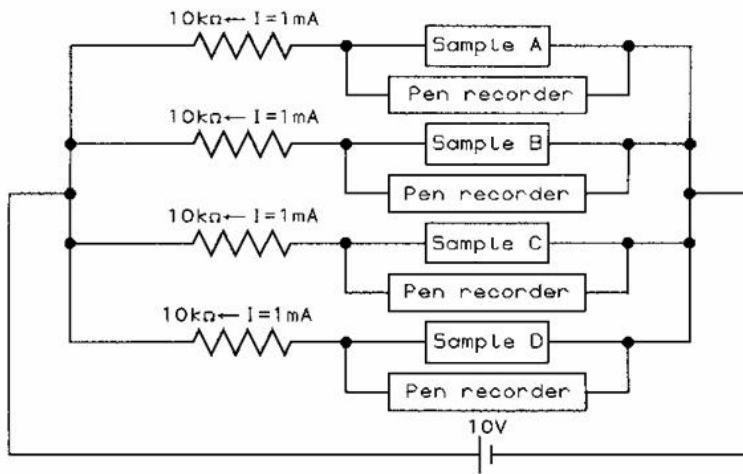 10kΩ← I=1mA
Sample A
Pen recorder
10kΩ← I=1mA
Sample B
Pen recorder
10kΩ← I=1mA
Sample C
Pen recorder
10kΩ← I=1mA
Sample D
Pen recorder
10V